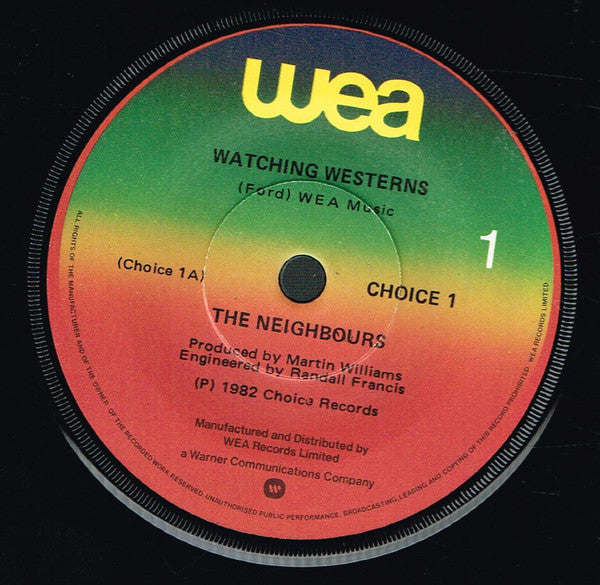 wea
WATCHING WESTERNS
(Ford) WEA Music
1
(Choice 1A)
CHOICE 1
THE NEIGHBOURS
Produced by Martin Williams
Engineered by Randall Francis
(P) 1982 Choice Records
Manufactured and Distributed by
WEA Records Limited
a Warner Communications Company
ALL RIGHTS OF THE MANUFACTURER AND OF THE OWNER OF THE RECORDED WORK RESERVED. UNAUTHORISED PUBLIC PERFORMANCE, BROADCASTING, LEASING AND COPYING OF THIS RECORD PROHIBITED. WEA RECORDS LIMITED.